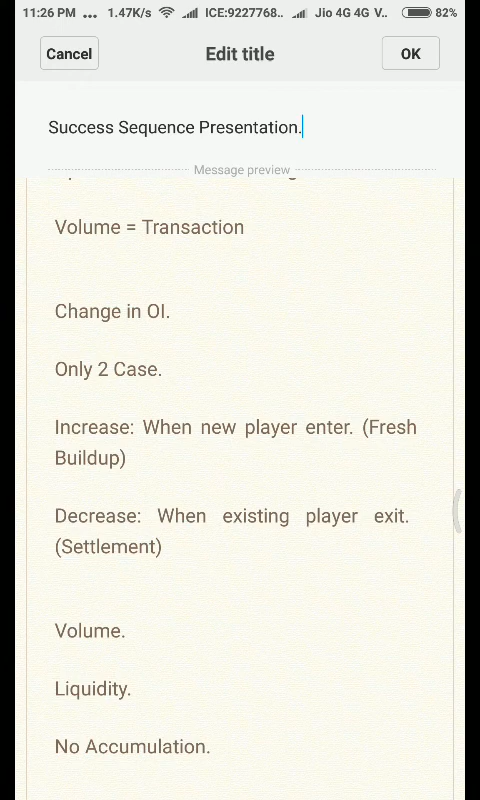 11:26 PM ... 1.47K/s ICE:9227768.. Jio 4G 4G V.. 82%
Cancel Edit title OK
Success Sequence Presentation.
Message preview
Volume = Transaction
Change in OI.
Only 2 Case.
Increase: When new player enter. (Fresh
Buildup)
Decrease: When existing player exit.
(Settlement)
Volume.
Liquidity.
No Accumulation.